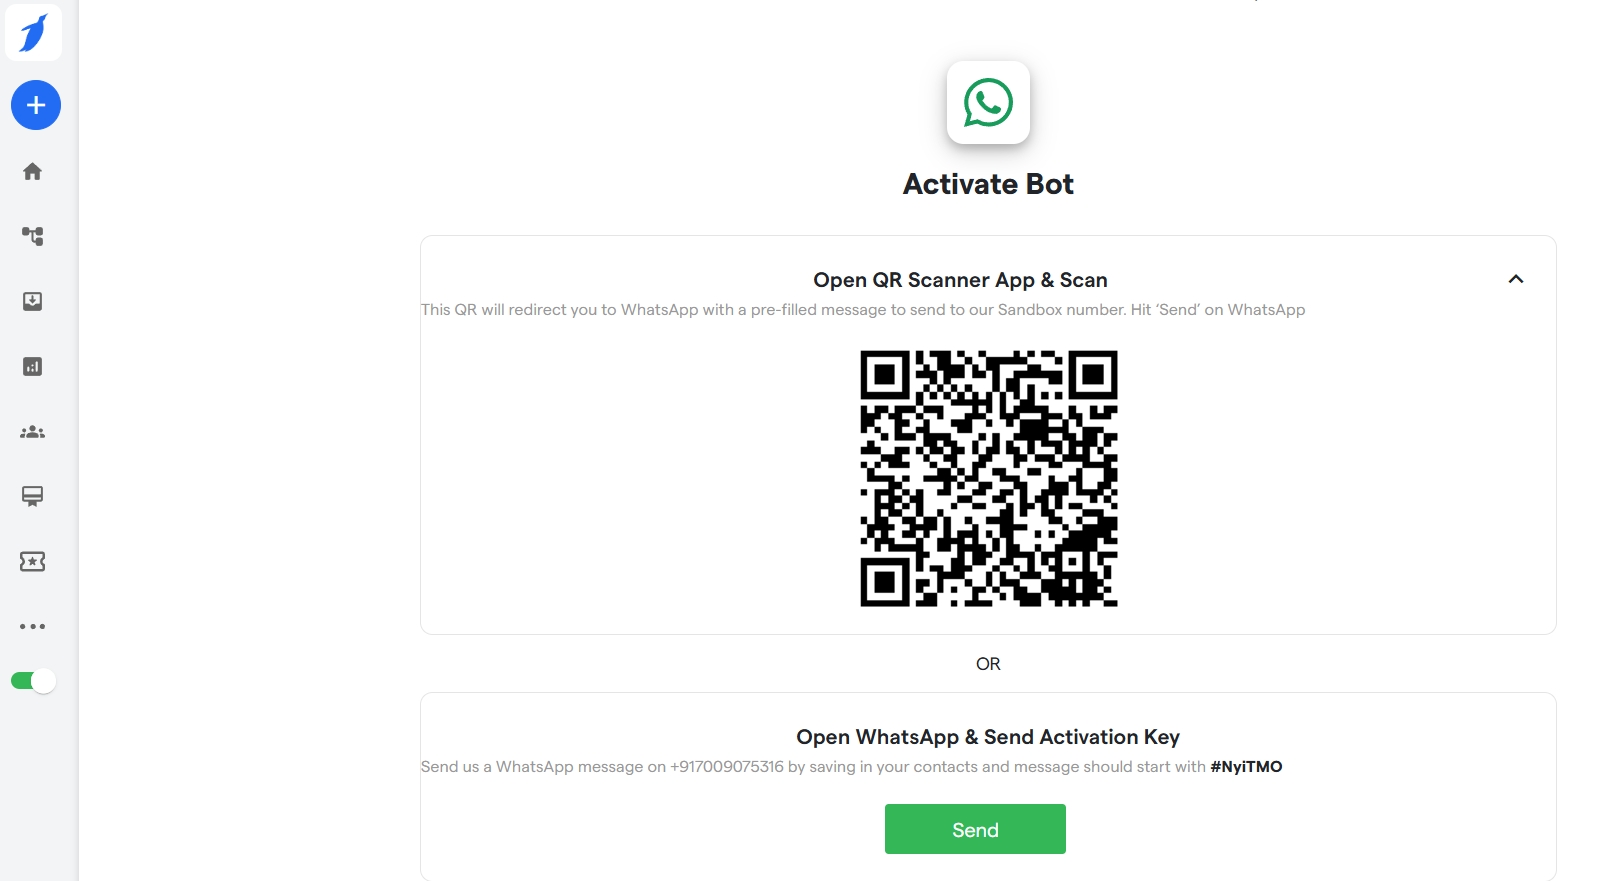 Activate Bot
Open QR Scanner App & Scan
This QR will redirect you to WhatsApp with a pre-filled message to send to our Sandbox number. Hit ‘Send’ on WhatsApp
OR
Open WhatsApp & Send Activation Key
Send us a WhatsApp message on +917009075316 by saving in your contacts and message should start with #NyiTMO
Send